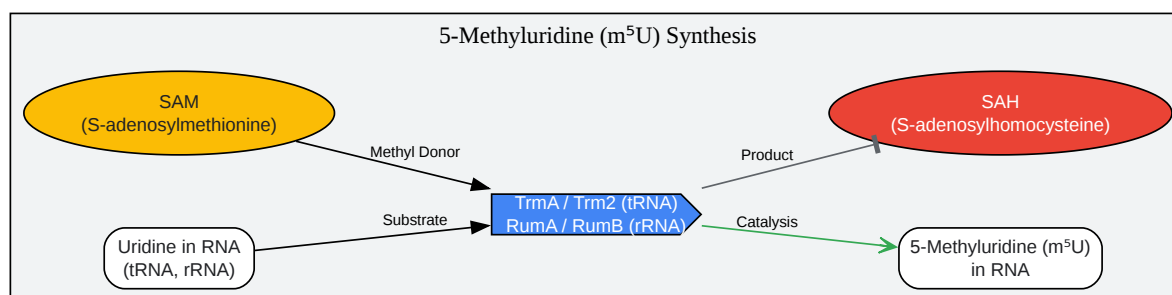 5-Methyluridine (m⁵U) Synthesis
SAM
(S-adenosylmethionine)
SAH
(S-adenosylhomocysteine)
Methyl Donor
Product
TrmA / Trm2 (tRNA)
RumA / RumB (rRNA)
Substrate
Catalysis
Uridine in RNA
(tRNA, rRNA)
5-Methyluridine (m⁵U)
in RNA